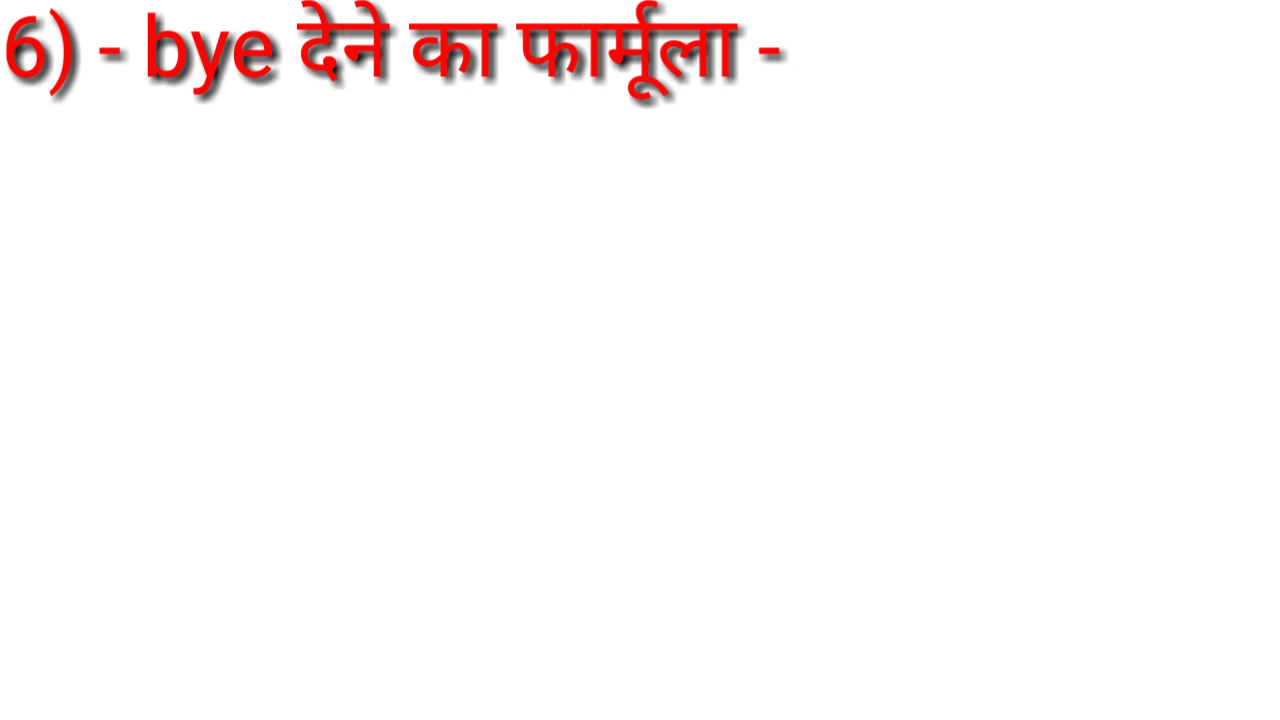 6) - bye देने का फार्मूला -